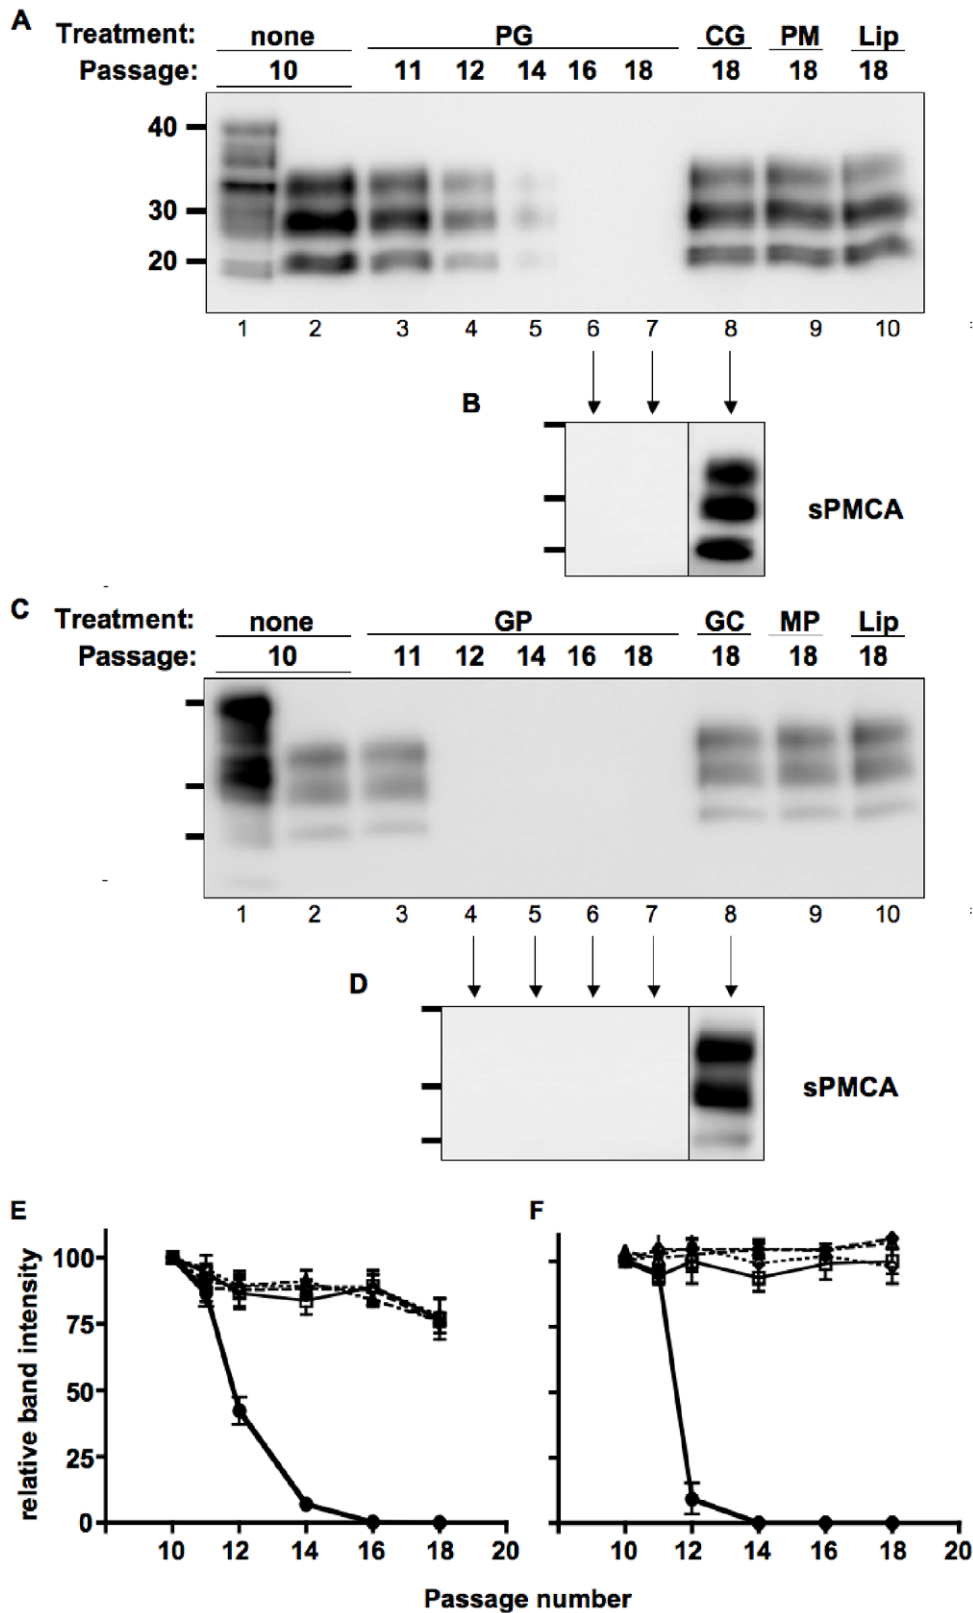 A
Treatment: none PG CG PM Lip
Passage: 10 11 12 14 16 18 18 18 18
40
30
20
1 2 3 4 5 6 7 8 9 10
B
sPMCA
C
Treatment: none GP GC MP Lip
Passage: 10 11 12 14 16 18 18 18 18
1 2 3 4 5 6 7 8 9 10
D
sPMCA
E F
relative band intensity
100
75
50
25
0
10 12 14 16 18 20 10 12 14 16 18 20
Passage number